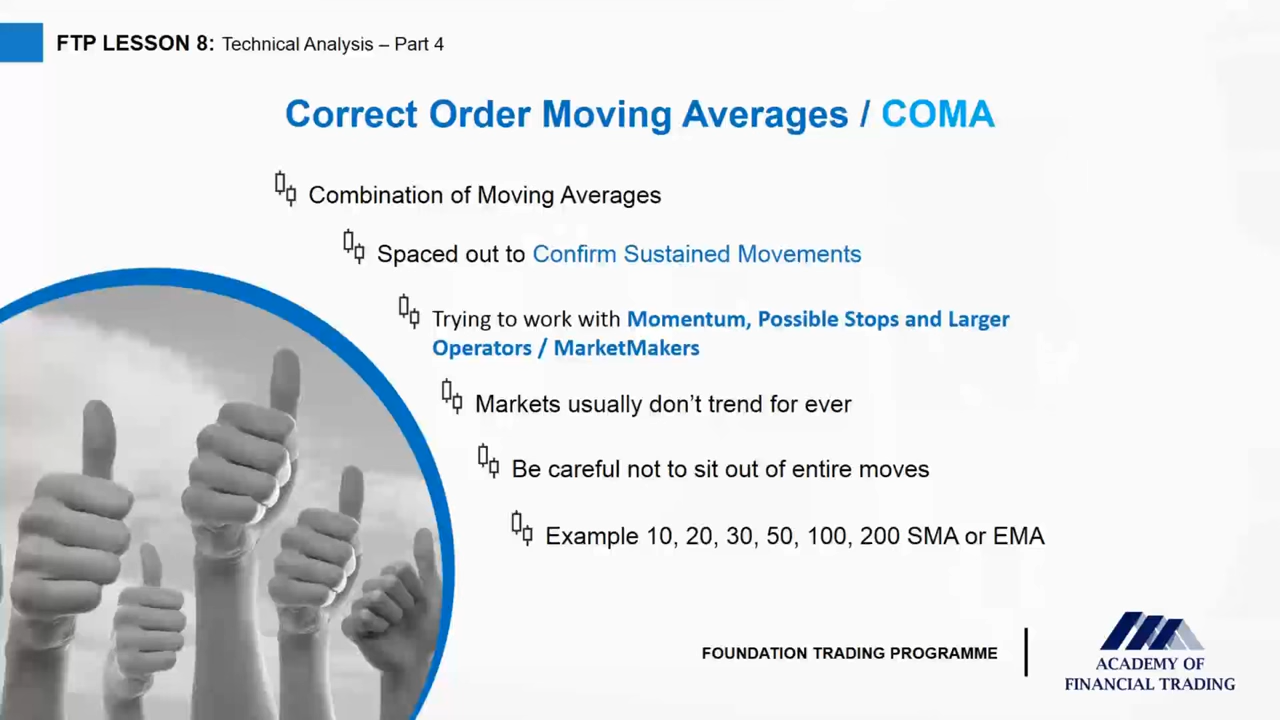 FTP LESSON 8: Technical Analysis – Part 4
Correct Order Moving Averages / COMA
Combination of Moving Averages
Spaced out to Confirm Sustained Movements
Trying to work with Momentum, Possible Stops and Larger
Operators / MarketMakers
Markets usually don’t trend for ever
Be careful not to sit out of entire moves
Example 10, 20, 30, 50, 100, 200 SMA or EMA
FOUNDATION TRADING PROGRAMME
ACADEMY OF
FINANCIAL TRADING